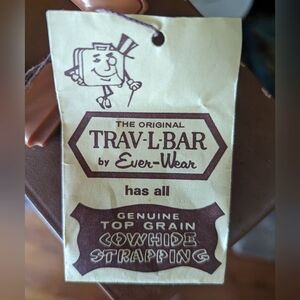 THE ORIGINAL
TRAV-L-BAR
by Ever-Wear
has all
GENUINE
TOP GRAIN
COWHIDE
STRAPPING